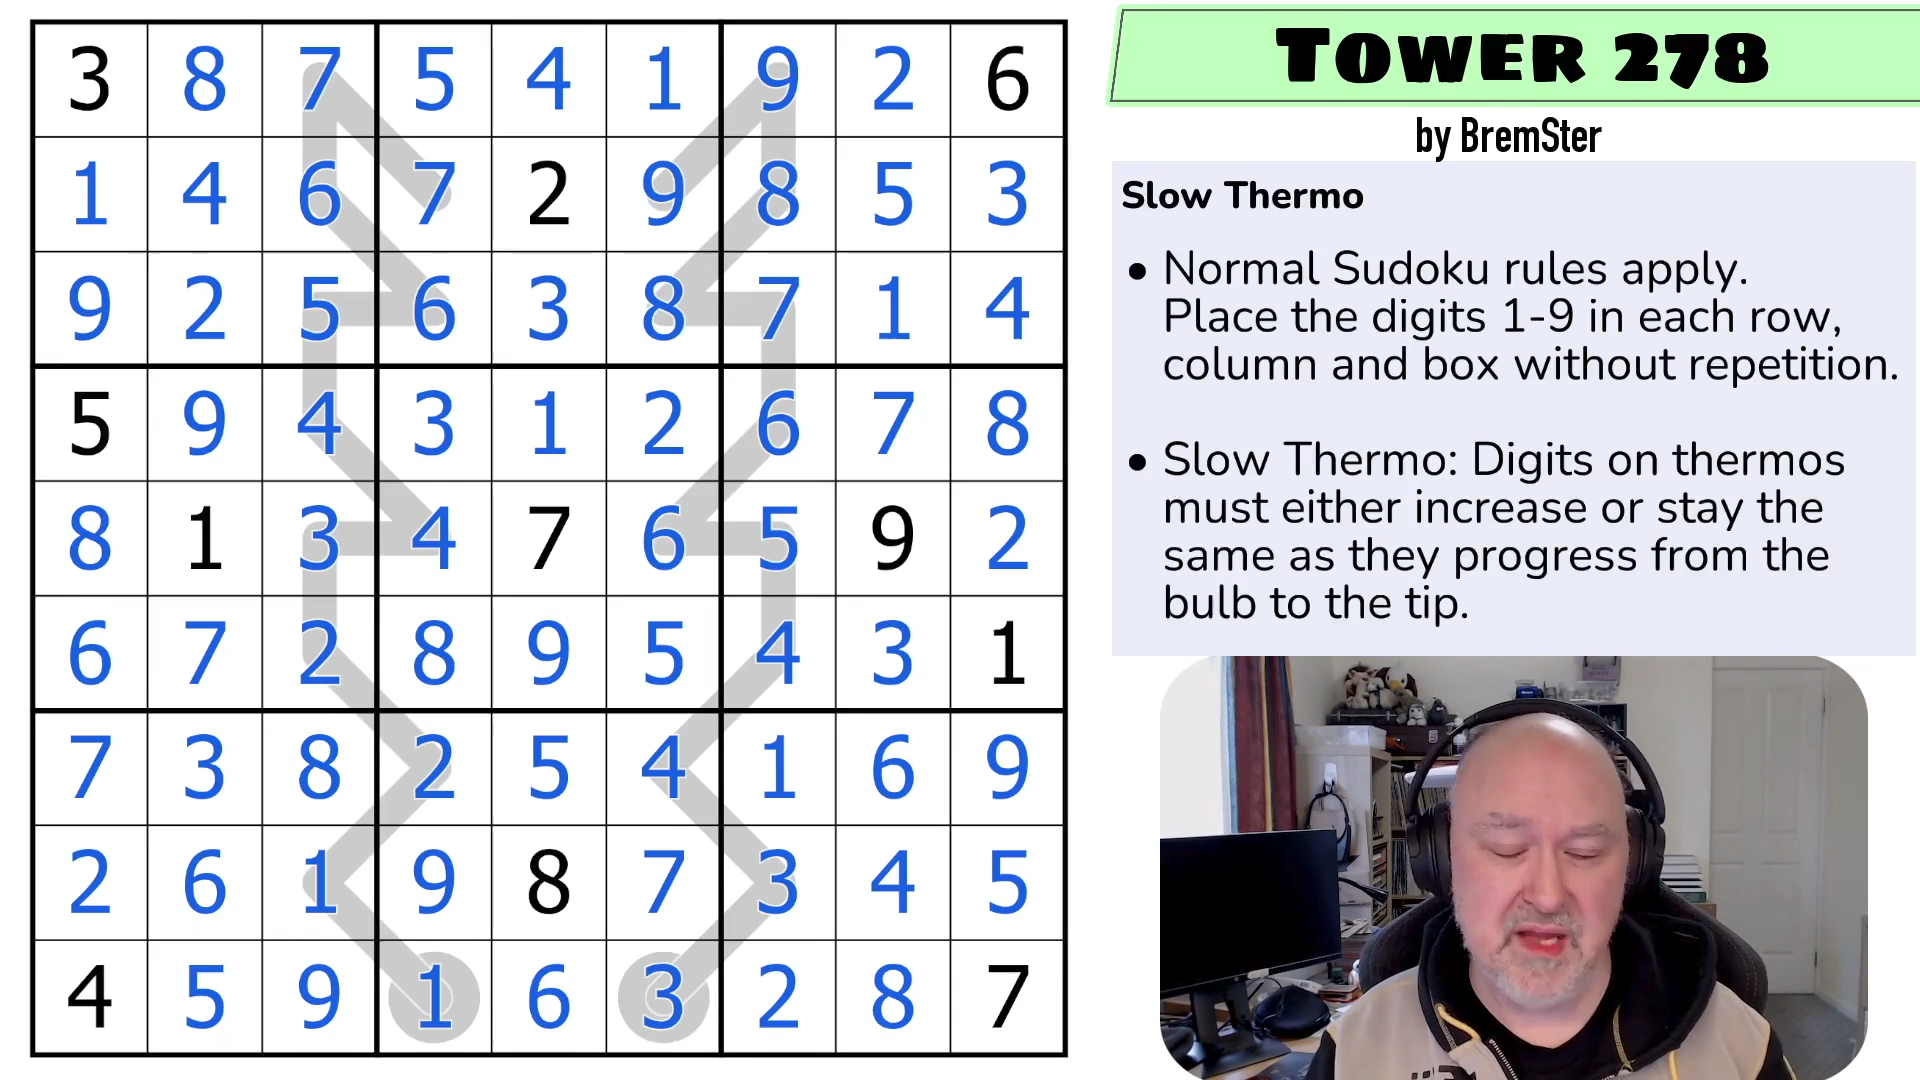 3 8 7 5 4 1 9 2 6
1 4 6 7 2 9 8 5 3
9 2 5 6 3 8 7 1 4
5 9 4 3 1 2 6 7 8
8 1 3 4 7 6 5 9 2
6 7 2 8 9 5 4 3 1
7 3 8 2 5 4 1 6 9
2 6 1 9 8 7 3 4 5
4 5 9 1 6 3 2 8 7
TOWER 278
by BremSter
Slow Thermo
• Normal Sudoku rules apply.
Place the digits 1-9 in each row,
column and box without repetition.
• Slow Thermo: Digits on thermos
must either increase or stay the
same as they progress from the
bulb to the tip.